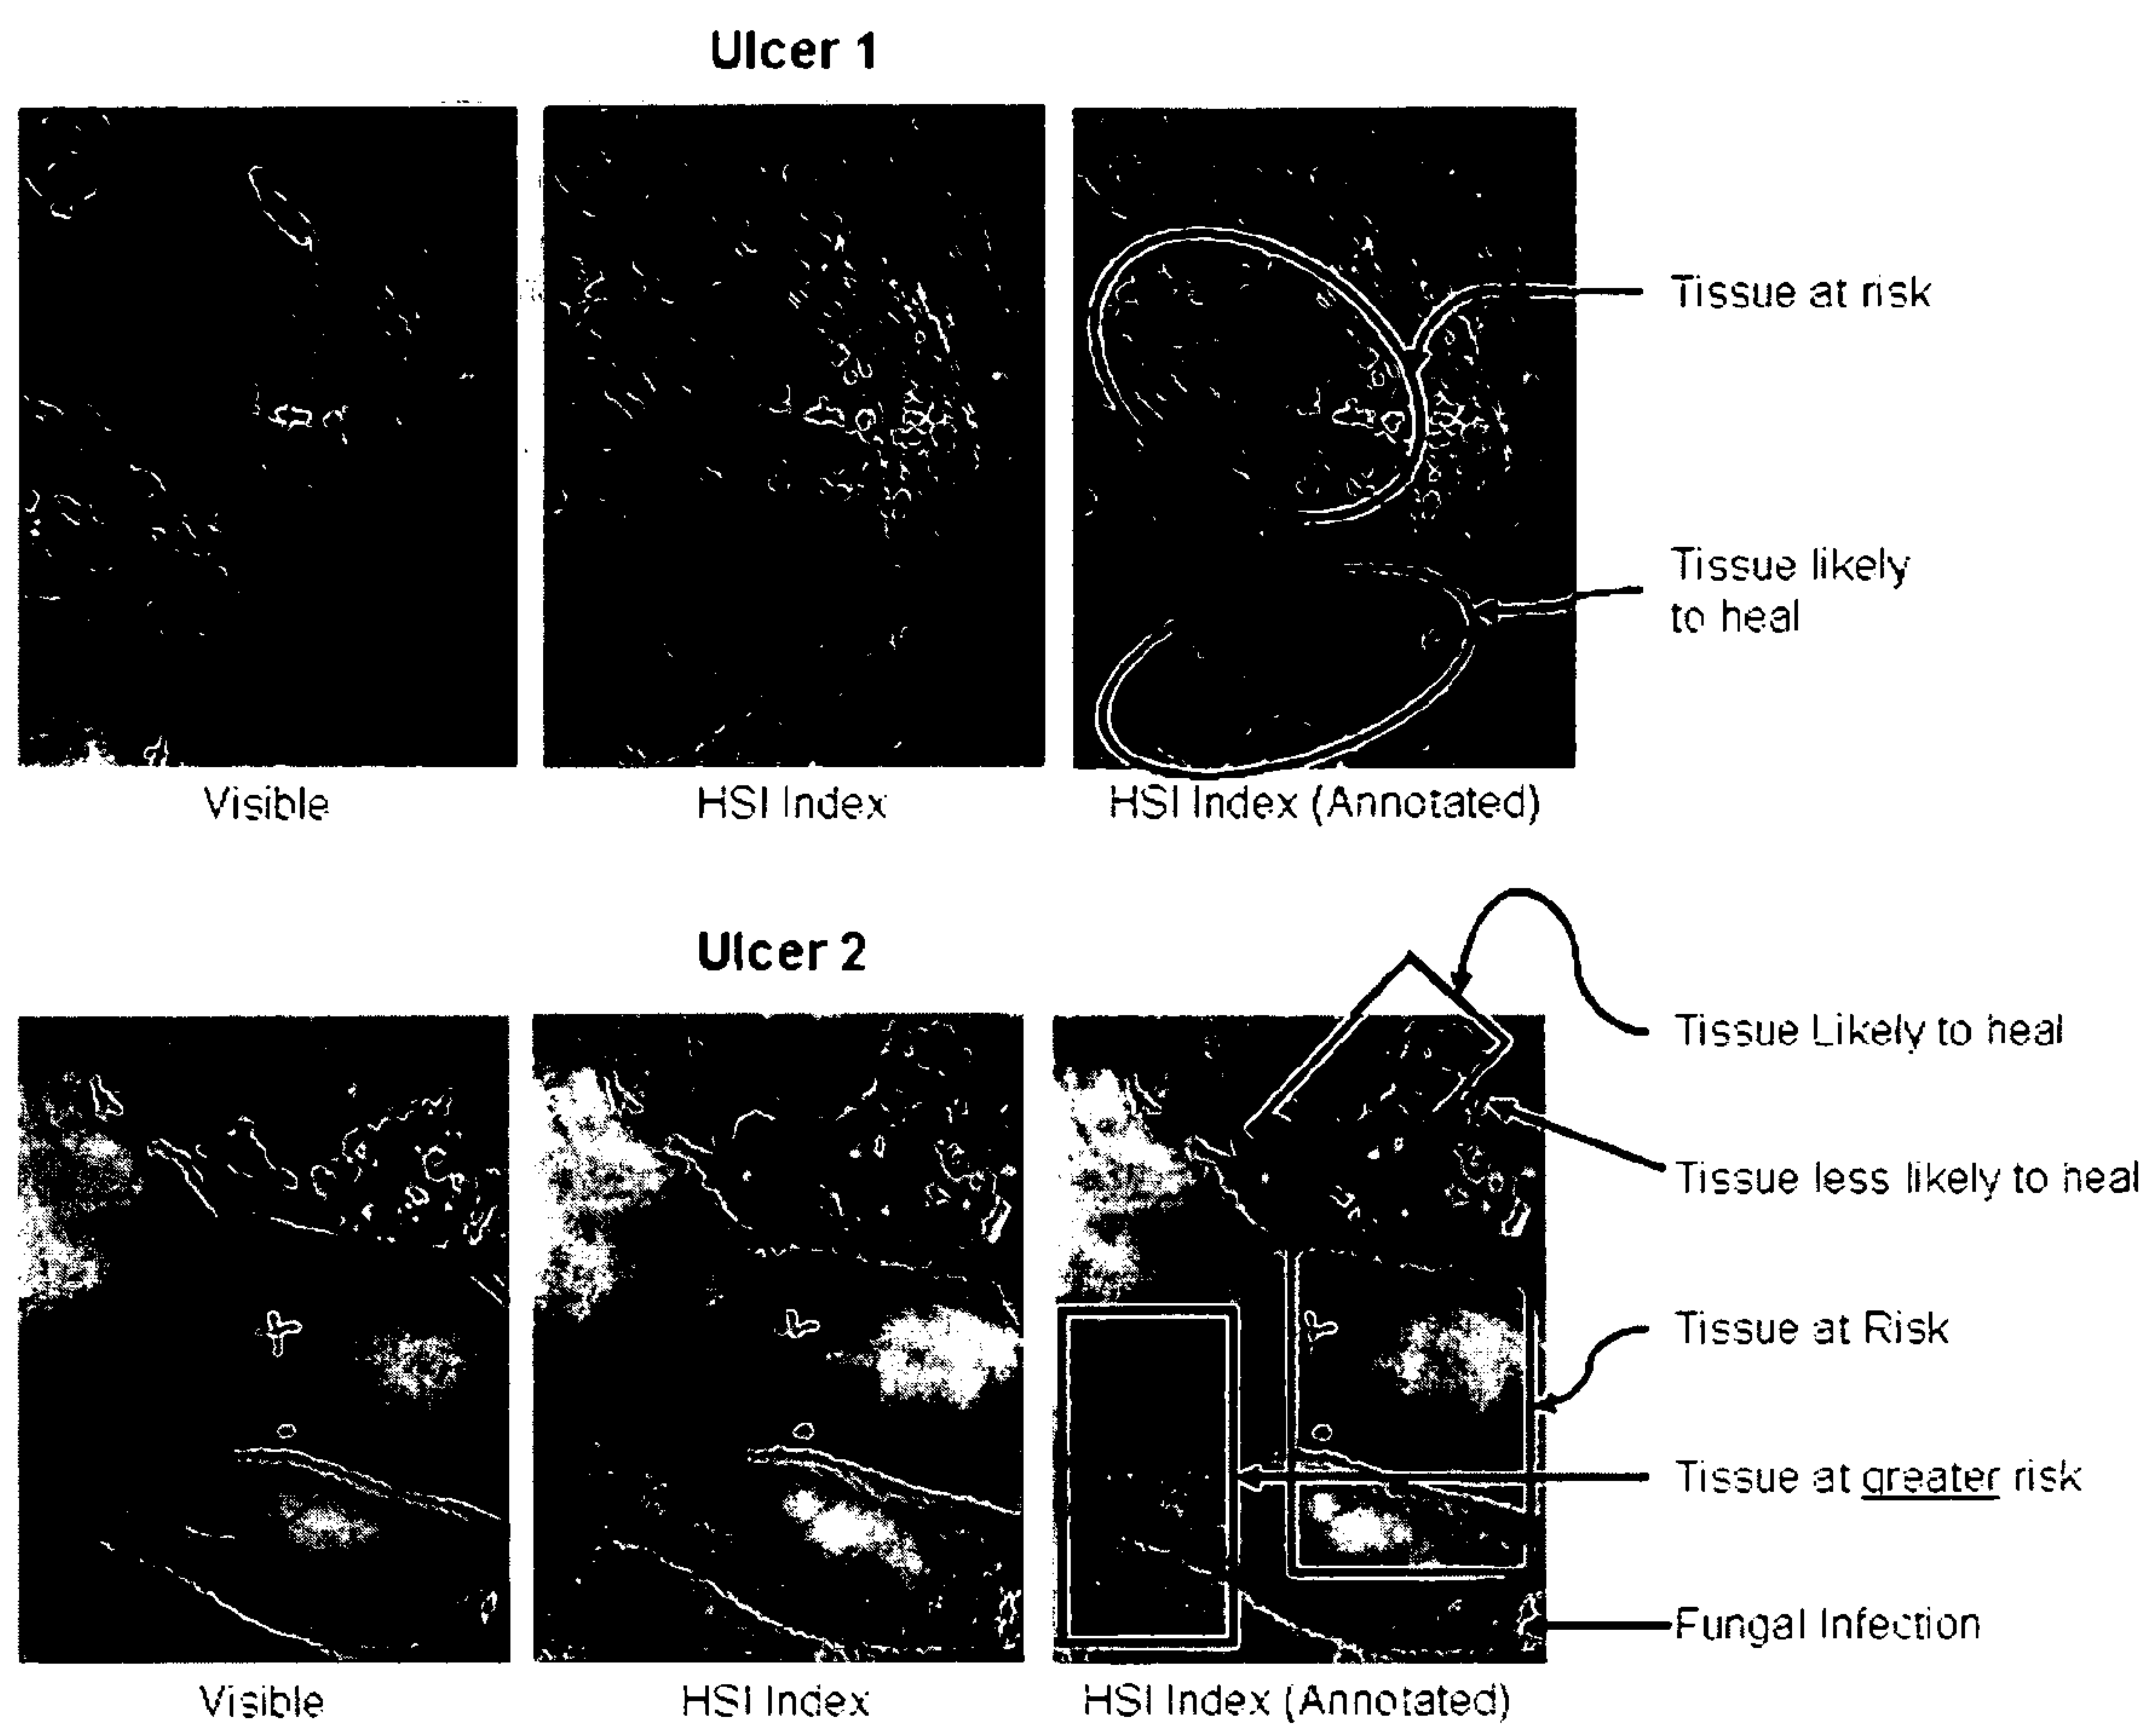 Ulcer 1
Tissue at risk
Tissue likely
to heal
Visible
HSI Index
HSI Index (Annotated)
Ulcer 2
Tissue Likely to heal
Tissue less likely to heal
Tissue at Risk
Tissue at greater risk
Fungal Infection
Visible
HSI Index
HSI Index (Annotated)